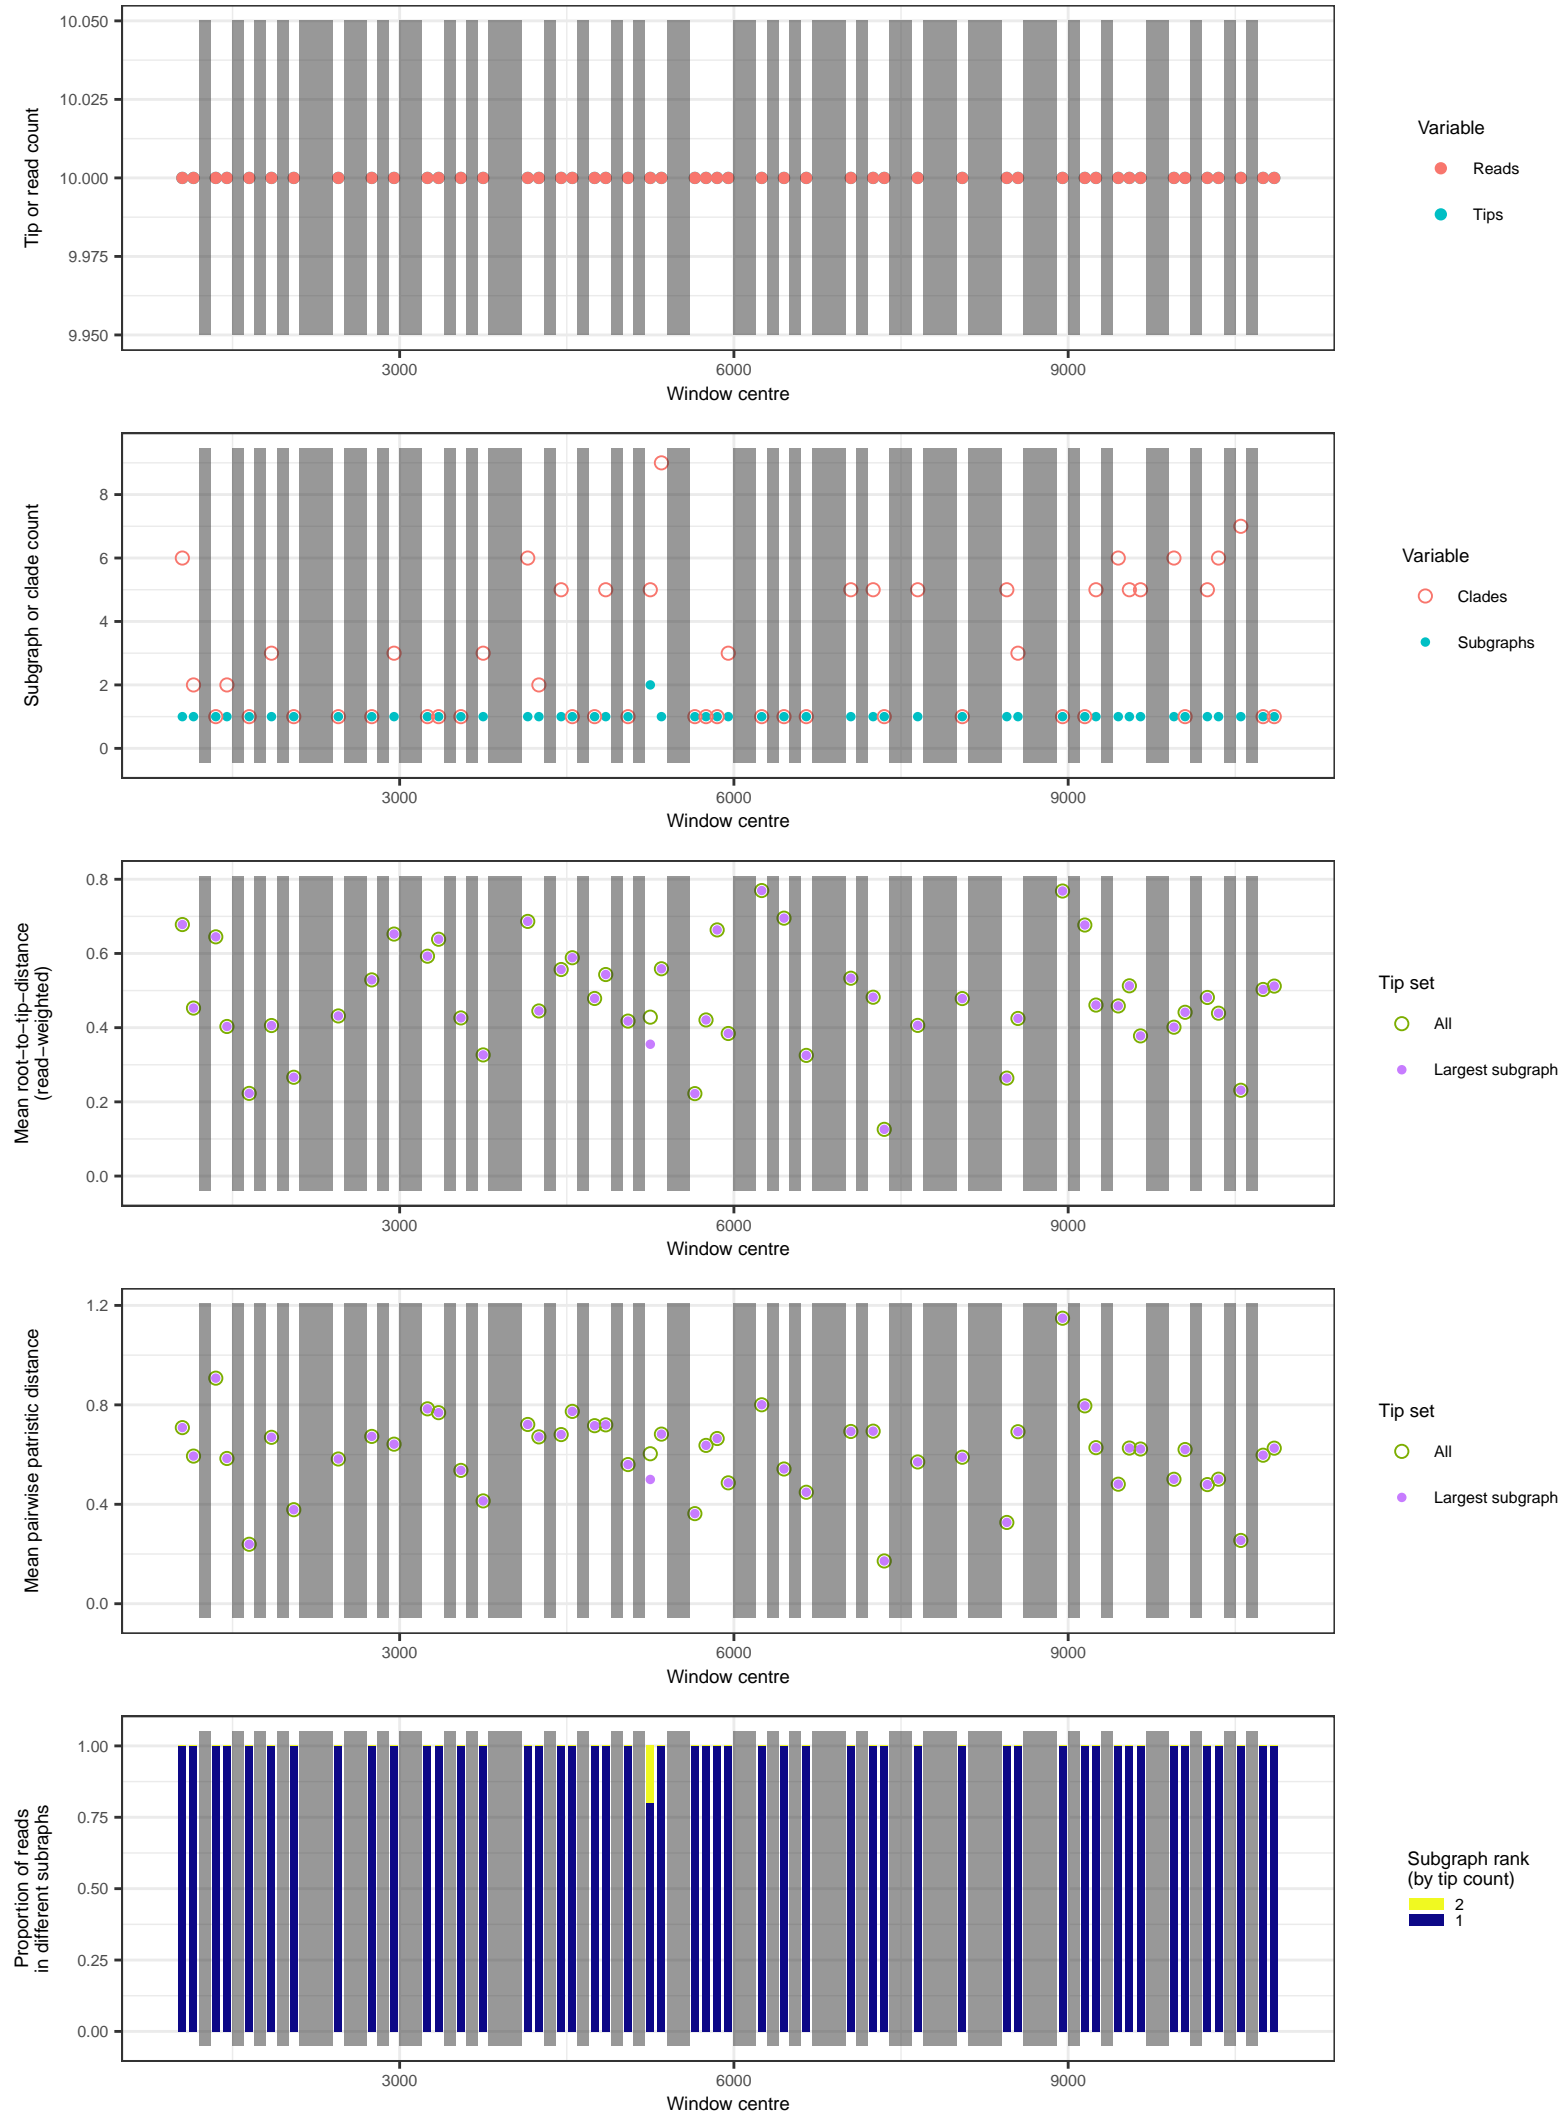 10.050
10.025
10.000
9.975
9.950
Tip or read count
3000
6000
9000
Window centre
Variable
Reads
Tips
8
6
4
2
0
Subgraph or clade count
3000
6000
9000
Window centre
Variable
Clades
Subgraphs
0.8
0.6
0.4
0.2
0.0
Mean root−to−tip−distance
(read−weighted)
3000
6000
9000
Window centre
Tip set
All
Largest subgraph
1.2
0.8
0.4
0.0
Mean pairwise patristic distance
3000
6000
9000
Window centre
Tip set
All
Largest subgraph
1.00
0.75
0.50
0.25
0.00
Proportion of reads
in different subraphs
3000
6000
9000
Window centre
Subgraph rank
(by tip count)
2
1